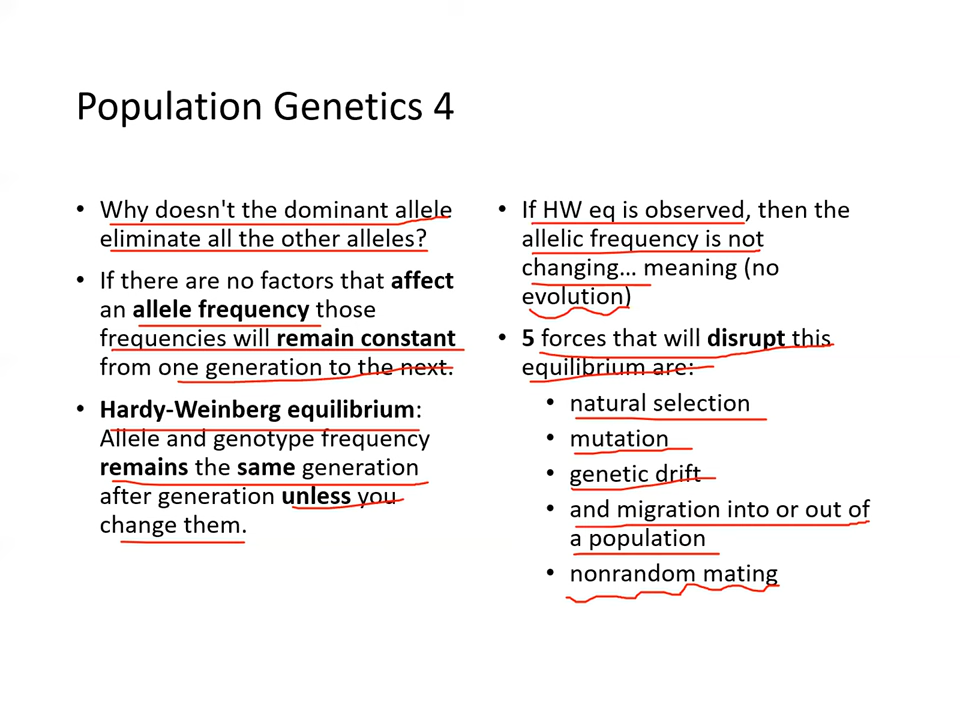 Population Genetics 4
• Why doesn't the dominant allele
eliminate all the other alleles?
• If there are no factors that affect
an allele frequency those
frequencies will remain constant
from one generation to the next.
• Hardy-Weinberg equilibrium:
Allele and genotype frequency
remains the same generation
after generation unless you
change them.
• If HW eq is observed, then the
allelic frequency is not
changing… meaning (no
evolution)
• 5 forces that will disrupt this
equilibrium are:
• natural selection
• mutation
• genetic drift
• and migration into or out of
a population
• nonrandom mating